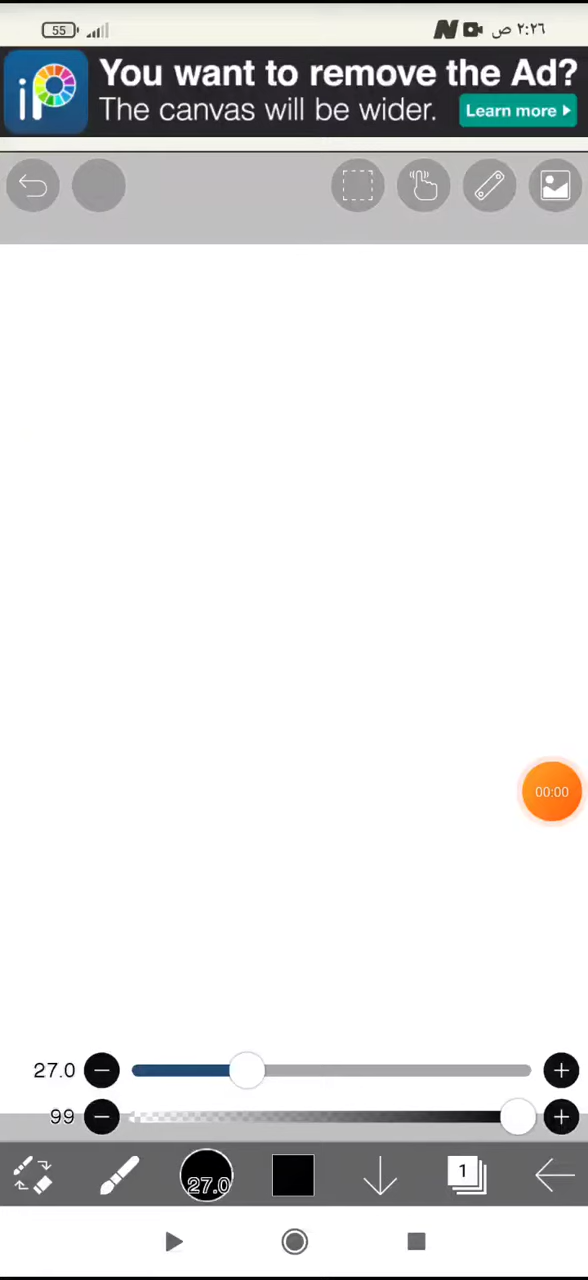 55
٢:٢٦ ص
You want to remove the Ad?
The canvas will be wider.
Learn more
iP
00:00
27.0
99
27.0
1